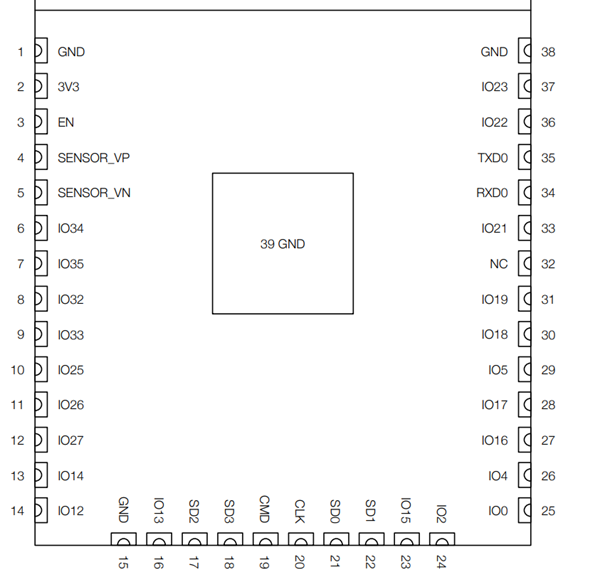 1 GND GND 38
2 3V3 IO23 37
3 EN IO22 36
4 SENSOR_VP TXD0 35
5 SENSOR_VN RXD0 34
6 IO34 IO21 33
39 GND
7 IO35 NC 32
8 IO32 IO19 31
9 IO33 IO18 30
10 IO25 IO5 29
11 IO26 IO17 28
12 IO27 IO16 27
13 IO14 IO4 26
14 IO12 IO0 25
GND IO13 SD2 SD3 CMD CLK SD0 SD1 IO15 IO2
15 16 17 18 19 20 21 22 23 24